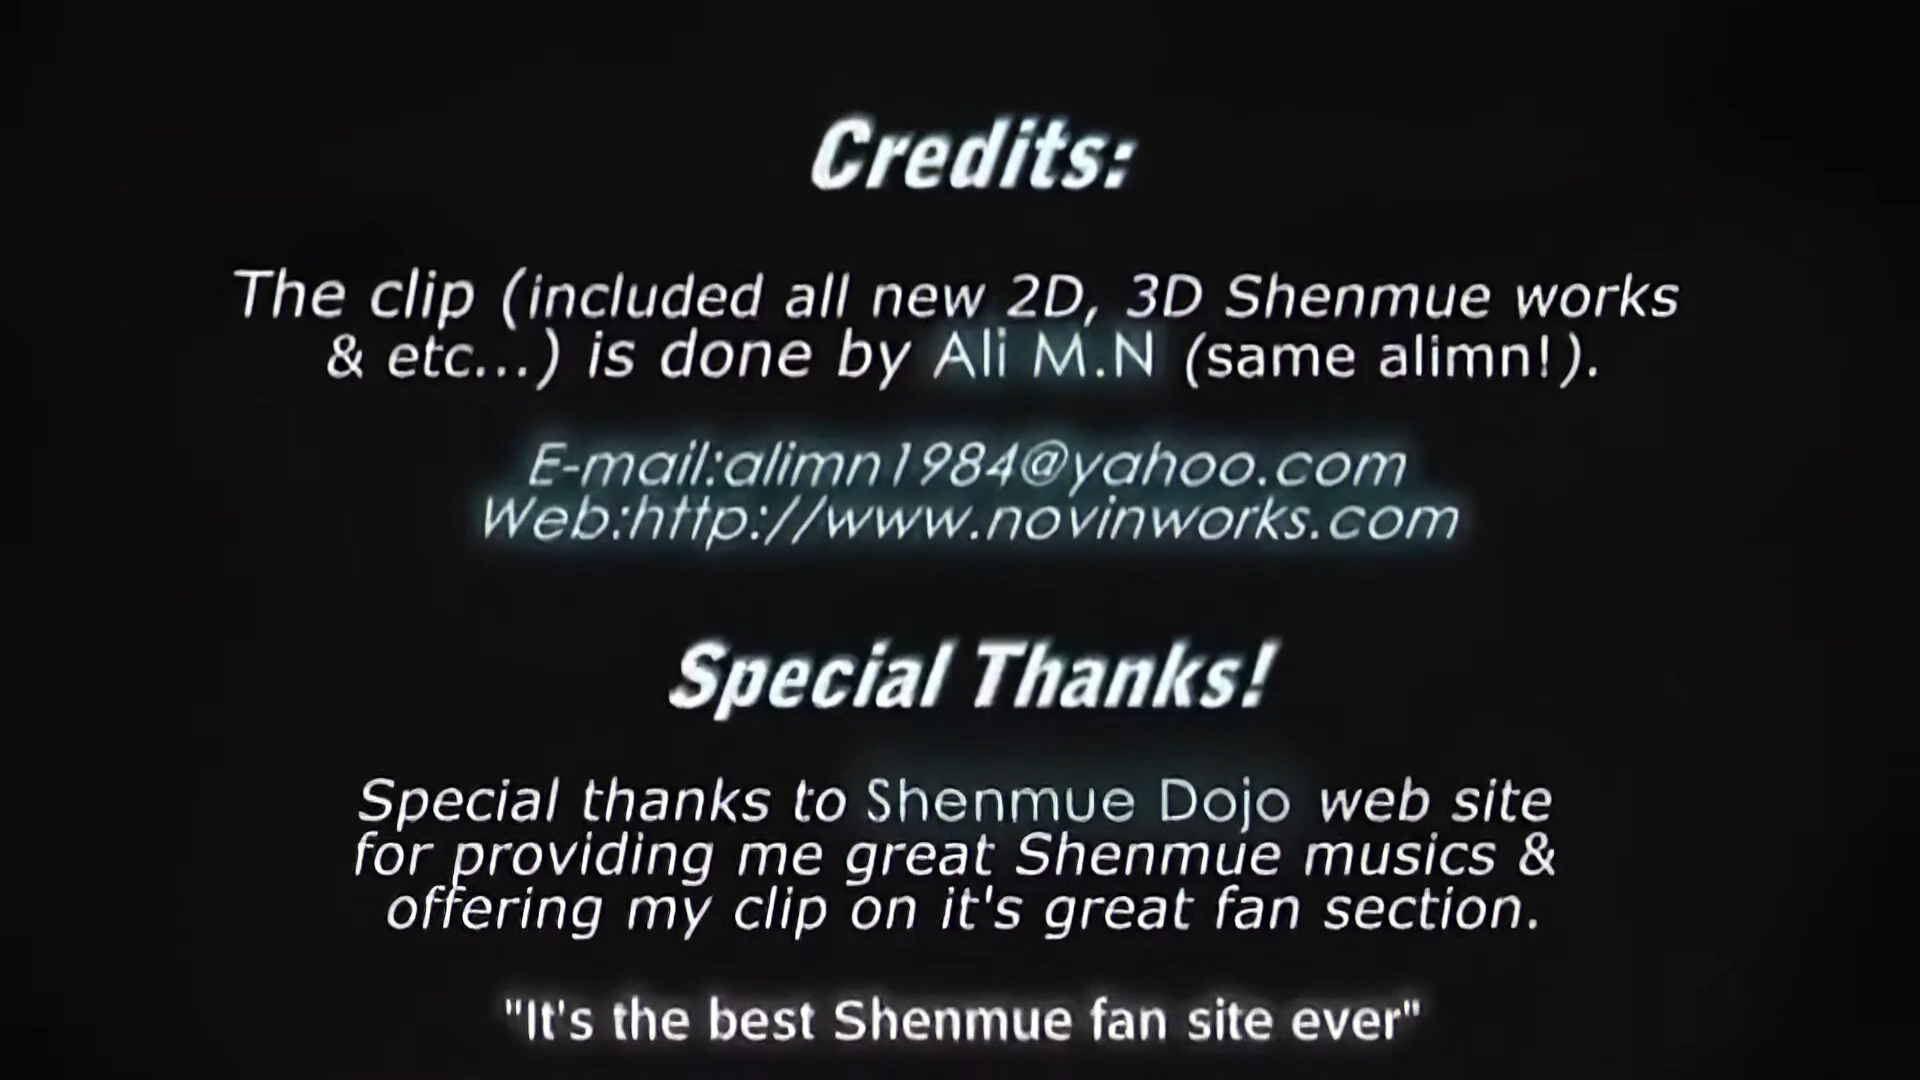 Credits:
The clip (included all new 2D, 3D Shenmue works
& etc...) is done by Ali M.N (same alimn!).
E-mail:alimn1984@yahoo.com
Web:http://www.novinworks.com
Special Thanks!
Special thanks to Shenmue Dojo web site
for providing me great Shenmue musics &
offering my clip on it's great fan section.
"It's the best Shenmue fan site ever"